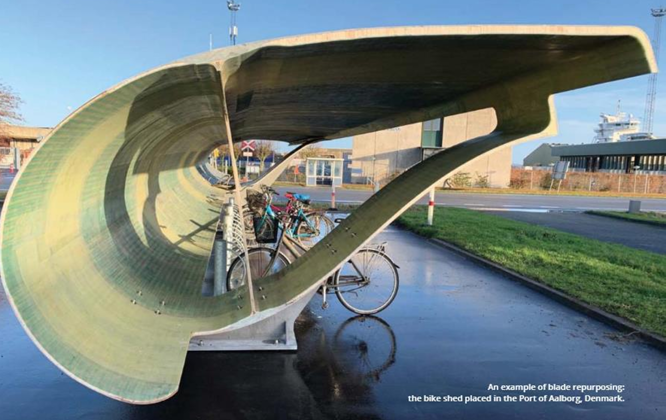 An example of blade repurposing:
the bike shed placed in the Port of Aalborg, Denmark.